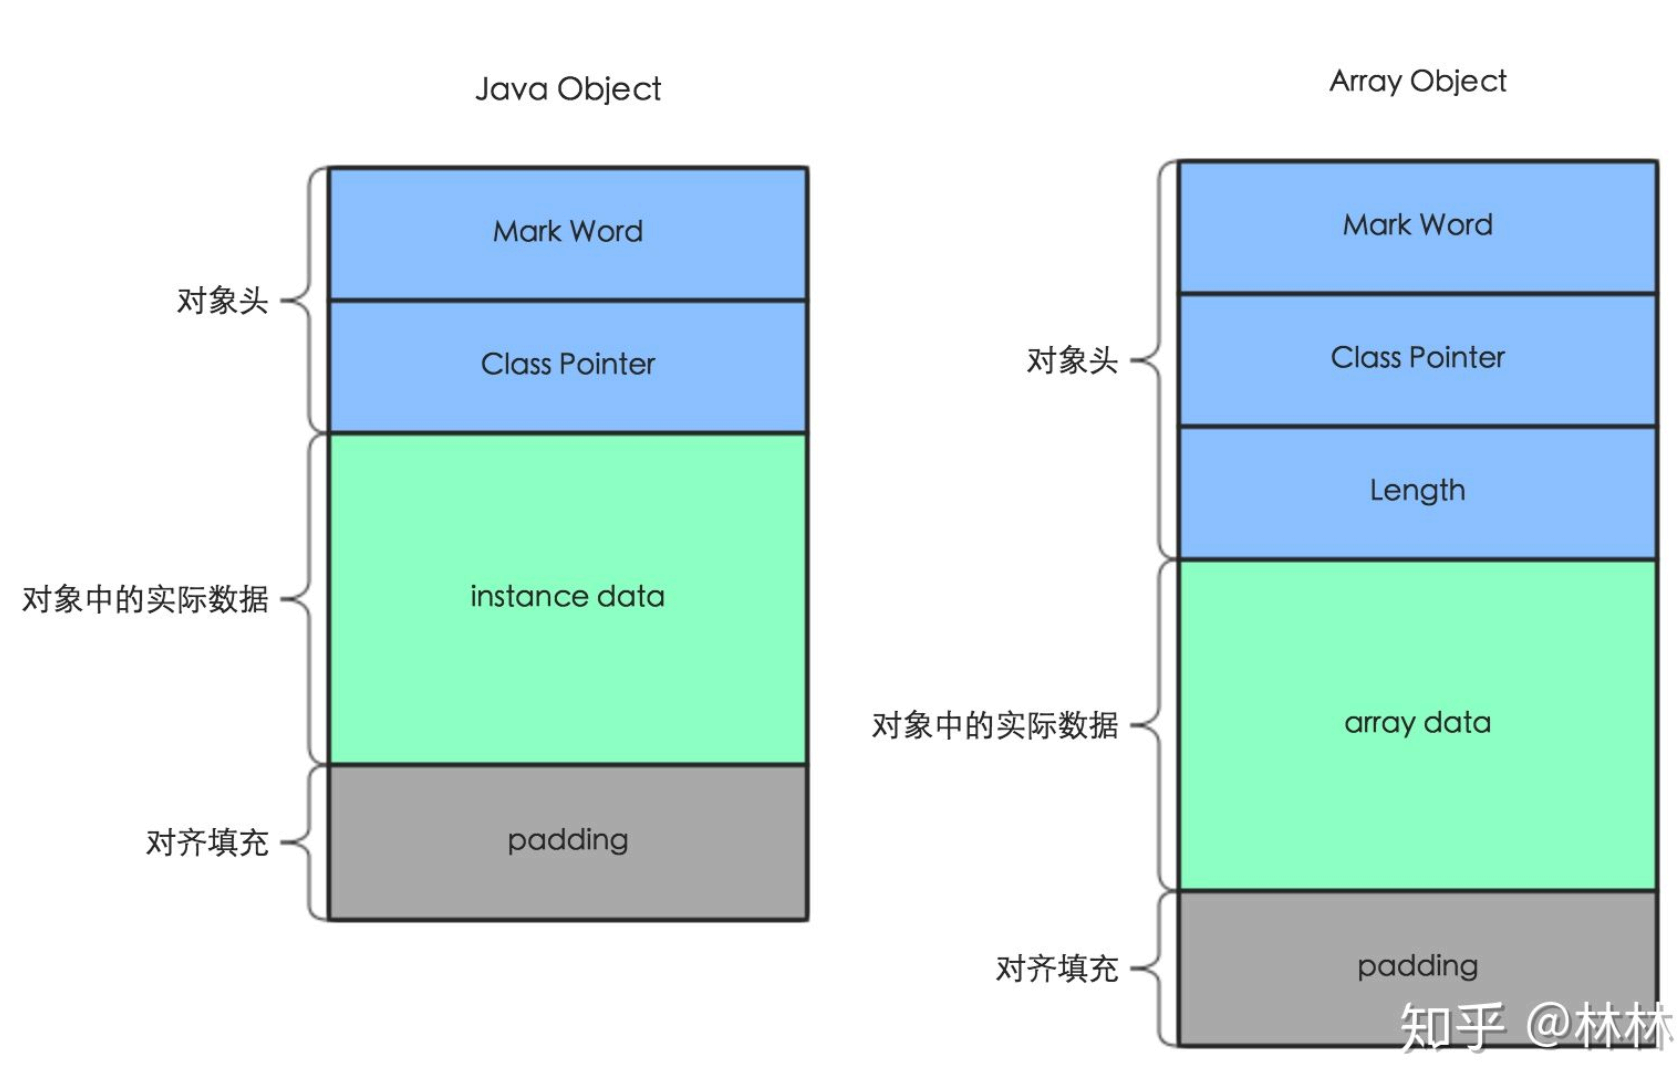 Java Object
Mark Word
对象头
Class Pointer
对象中的实际数据
instance data
对齐填充
padding
Array Object
Mark Word
对象头
Class Pointer
Length
对象中的实际数据
array data
对齐填充
padding
知乎 @林林